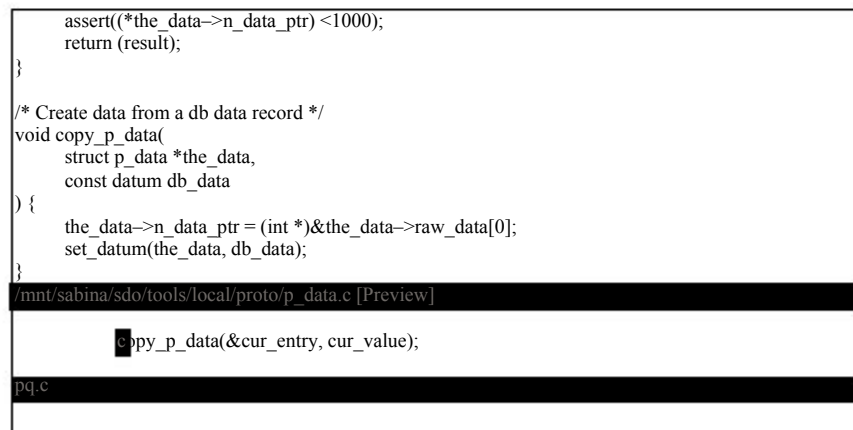 assert((*the_data–>n_data_ptr) <1000);
return (result);
}
/* Create data from a db data record */
void copy_p_data(
struct p_data *the_data,
const datum db_data
) {
the_data–>n_data_ptr = (int *)&the_data–>raw_data[0];
set_datum(the_data, db_data);
}
/mnt/sabina/sdo/tools/local/proto/p_data.c [Preview]
copy_p_data(&cur_entry, cur_value);
pq.c